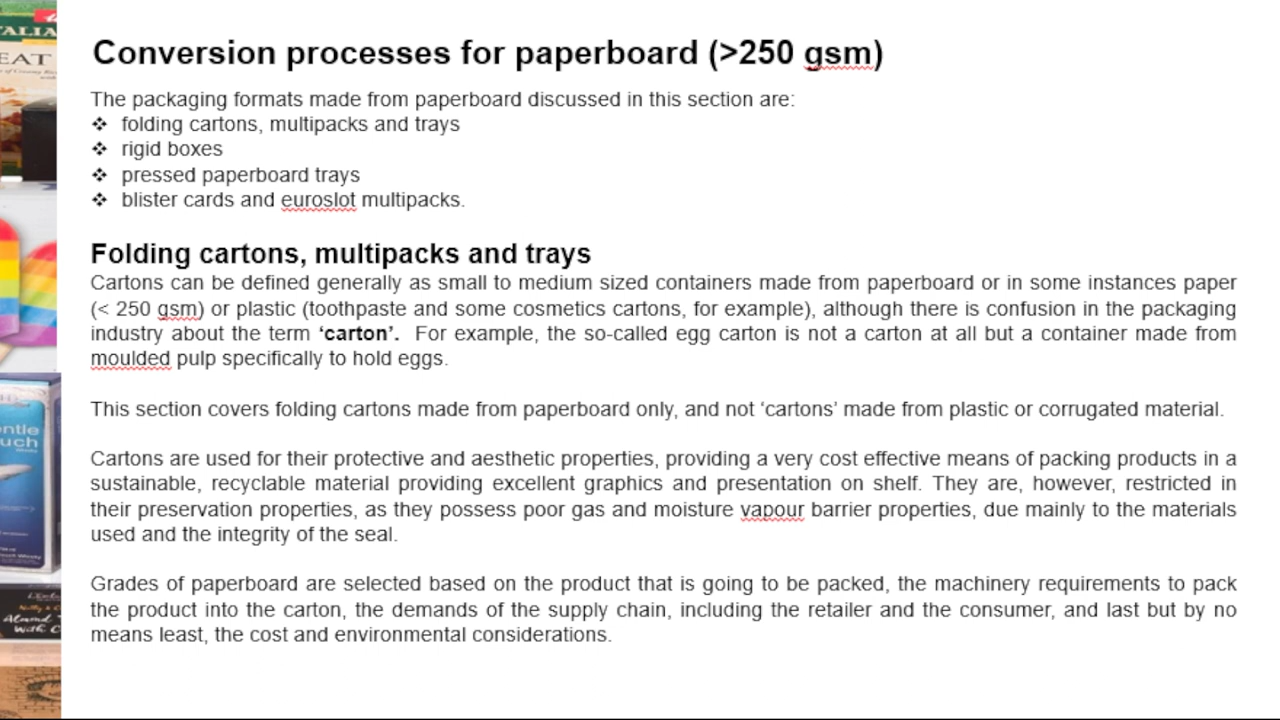 Conversion processes for paperboard (>250 gsm)
The packaging formats made from paperboard discussed in this section are:
❖ folding cartons, multipacks and trays
❖ rigid boxes
❖ pressed paperboard trays
❖ blister cards and euroslot multipacks.
Folding cartons, multipacks and trays
Cartons can be defined generally as small to medium sized containers made from paperboard or in some instances paper
(< 250 gsm) or plastic (toothpaste and some cosmetics cartons, for example), although there is confusion in the packaging
industry about the term ‘carton’. For example, the so-called egg carton is not a carton at all but a container made from
moulded pulp specifically to hold eggs.
This section covers folding cartons made from paperboard only, and not ‘cartons’ made from plastic or corrugated material.
Cartons are used for their protective and aesthetic properties, providing a very cost effective means of packing products in a
sustainable, recyclable material providing excellent graphics and presentation on shelf. They are, however, restricted in
their preservation properties, as they possess poor gas and moisture vapour barrier properties, due mainly to the materials
used and the integrity of the seal.
Grades of paperboard are selected based on the product that is going to be packed, the machinery requirements to pack
the product into the carton, the demands of the supply chain, including the retailer and the consumer, and last but by no
means least, the cost and environmental considerations.
TALIA
EAT
ntle
uch
Almond
With C